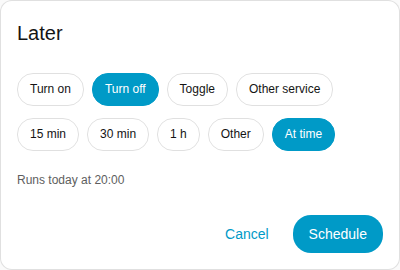 Later
Turn on Turn off Toggle Other service
15 min 30 min 1 h Other At time
Runs today at 20:00
Cancel Schedule